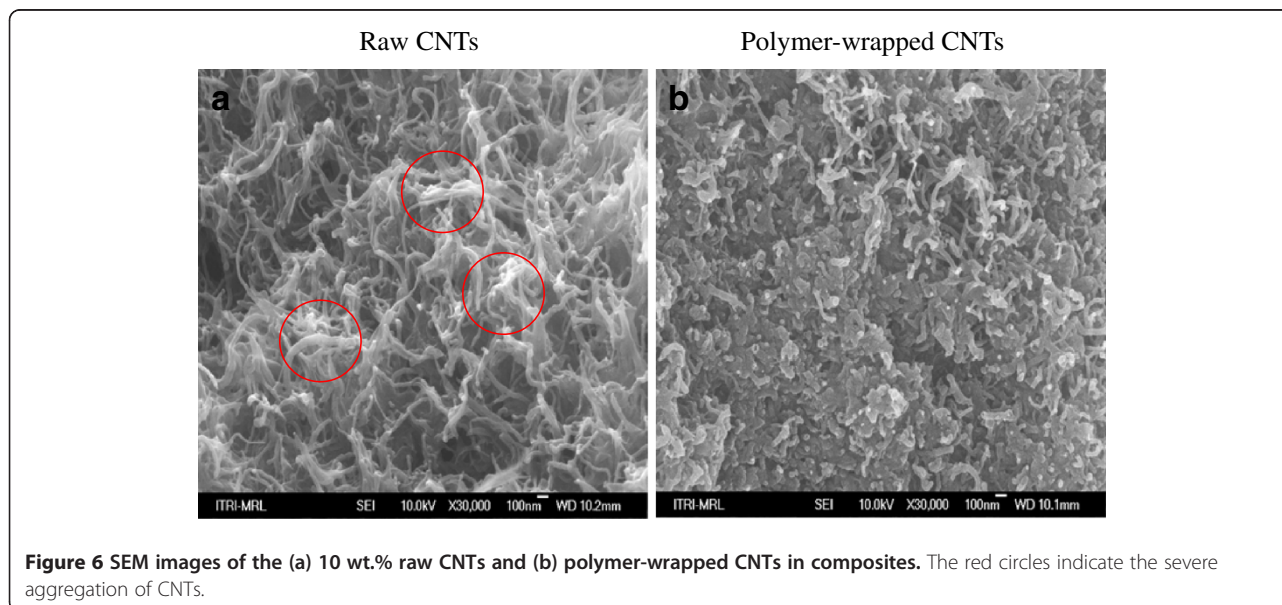 Raw CNTs
Polymer-wrapped CNTs
a
b
ITRI-MRL SEI 10.0kV X30,000 100nm WD 10.2mm
ITRI-MRL SEI 10.0kV X30,000 100nm WD 10.1mm
Figure 6 SEM images of the (a) 10 wt.% raw CNTs and (b) polymer-wrapped CNTs in composites. The red circles indicate the severe
aggregation of CNTs.